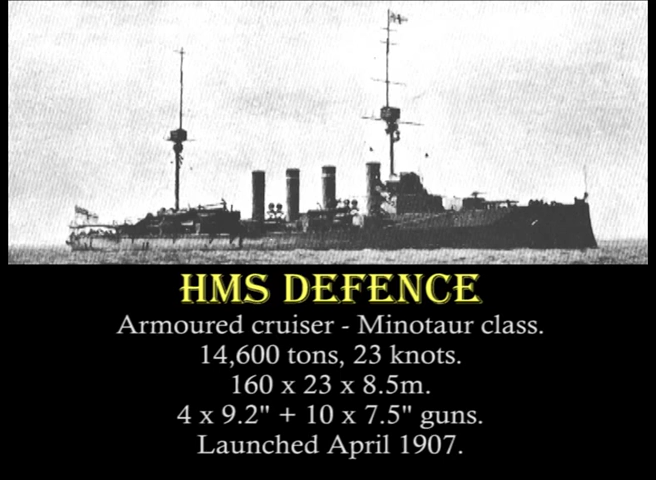 HMS DEFENCE
Armoured cruiser - Minotaur class.
14,600 tons, 23 knots.
160 x 23 x 8.5m.
4 x 9.2" + 10 x 7.5" guns.
Launched April 1907.